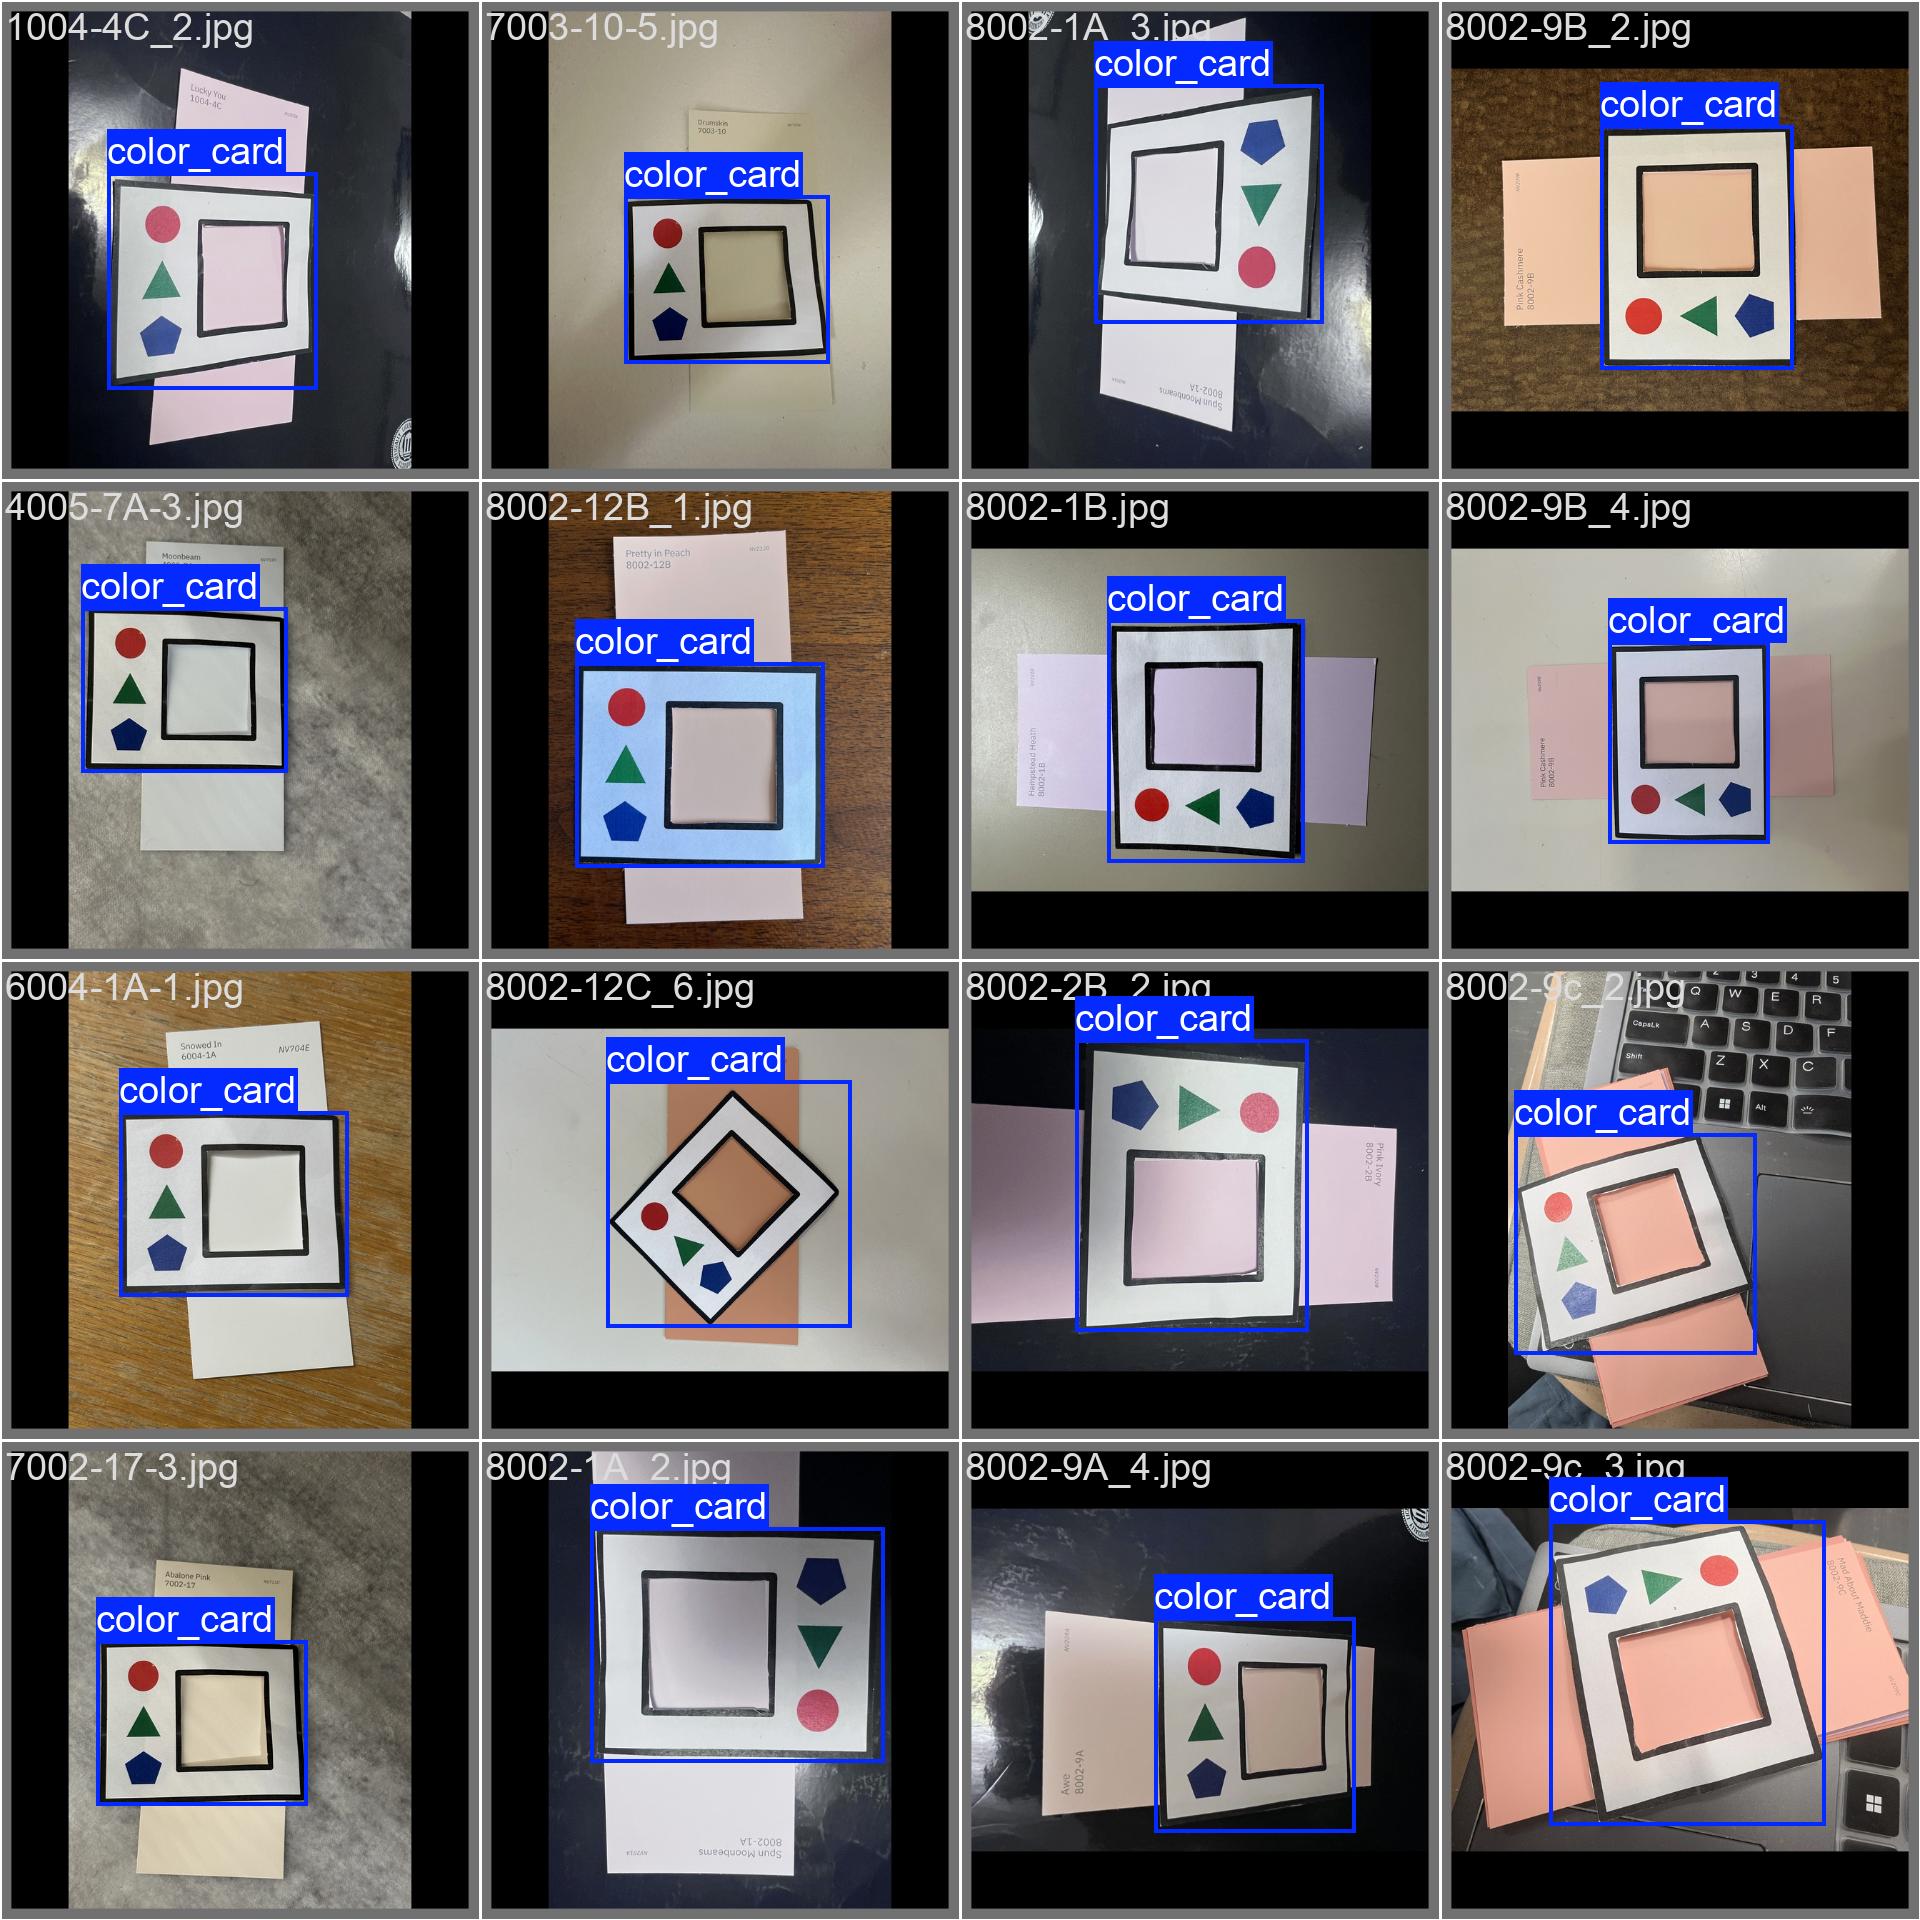 1004-4C_2.jpg
Lucky You
1004-4C
color_card
7003-10-5.jpg
Drumskin
7003-10
color_card
8002-1A_3.jpg
color_card
Spun Moonbeams
8002-1A
8002-9B_2.jpg
color_card
Pink Cashmere
8002-9B
4005-7A-3.jpg
Moonbeam
color_card
8002-12B_1.jpg
Pretty in Peach
8002-12B
color_card
8002-1B.jpg
color_card
Hampstead Heath
8002-1B
8002-9B_4.jpg
color_card
Pink Cashmere
8002-9B
6004-1A-1.jpg
Snowed In
6004-1A
NV704E
color_card
8002-12C_6.jpg
color_card
8002-2B_2.jpg
color_card
Pink Ivory
8002-2B
8002-9c_2.jpg
2 3 4 5
Q W E R
CapsLk A S D F
Shift Z X C
Alt
color_card
7002-17-3.jpg
Abalone Pink
7002-17
color_card
8002-1A_2.jpg
color_card
Spun Moonbeams
8002-1A
8002-9A_4.jpg
color_card
Awe
8002-9A
8002-9c_3.jpg
color_card
Mad About Maddie
8002-9C